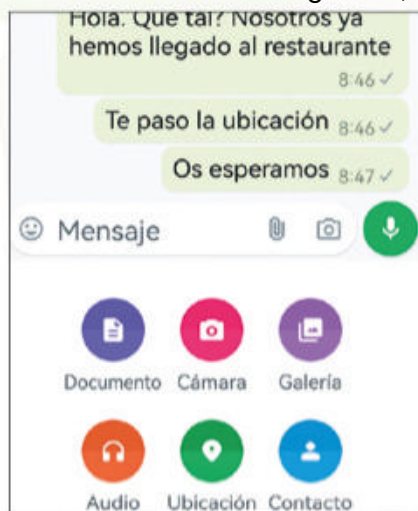 Hola. Que tal? Nosotros ya
hemos llegado al restaurante
8:46
Te paso la ubicación 8:46
Os esperamos 8:47
Mensaje
Documento Cámara Galería
Audio Ubicación Contacto